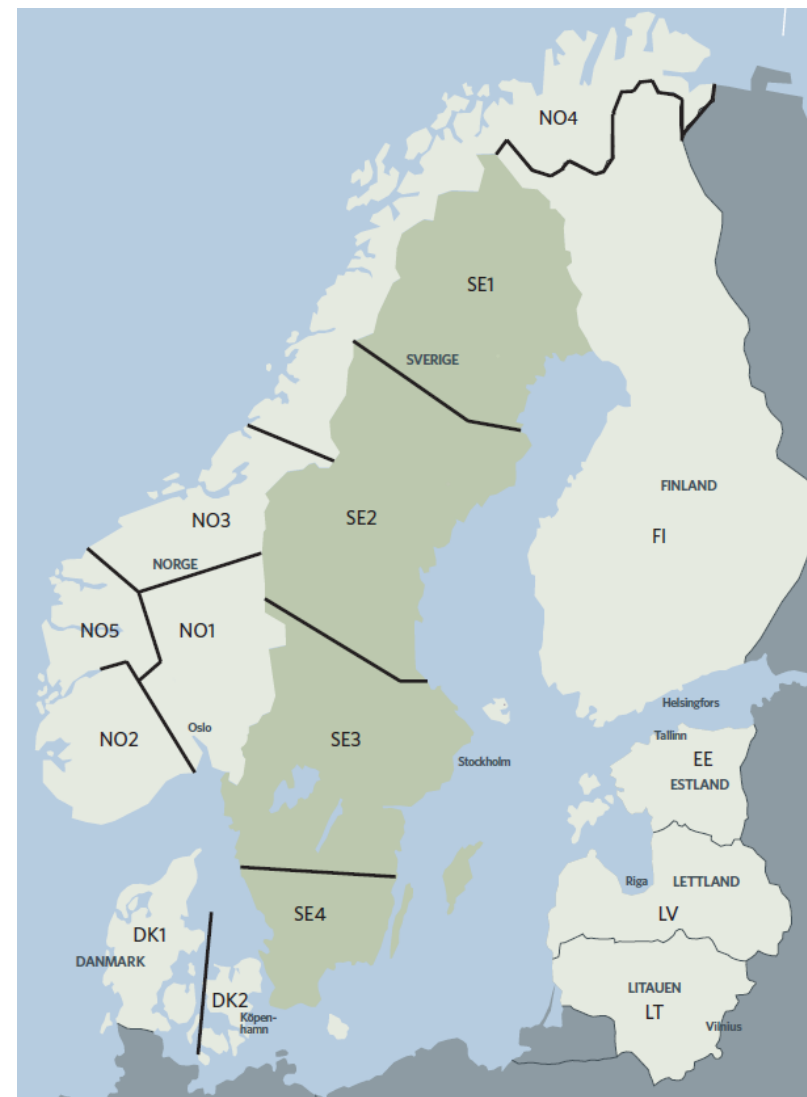 NO4
SE1
SVERIGE
FINLAND
FI
NO3
SE2
NORGE
NO5
NO1
Helsingfors
Oslo
NO2
SE3
Stockholm
Tallinn
EE
ESTLAND
Riga
LETTLAND
LV
SE4
DK1
DANMARK
DK2
Köpen-
hamn
LITAUEN
LT
Vilnius